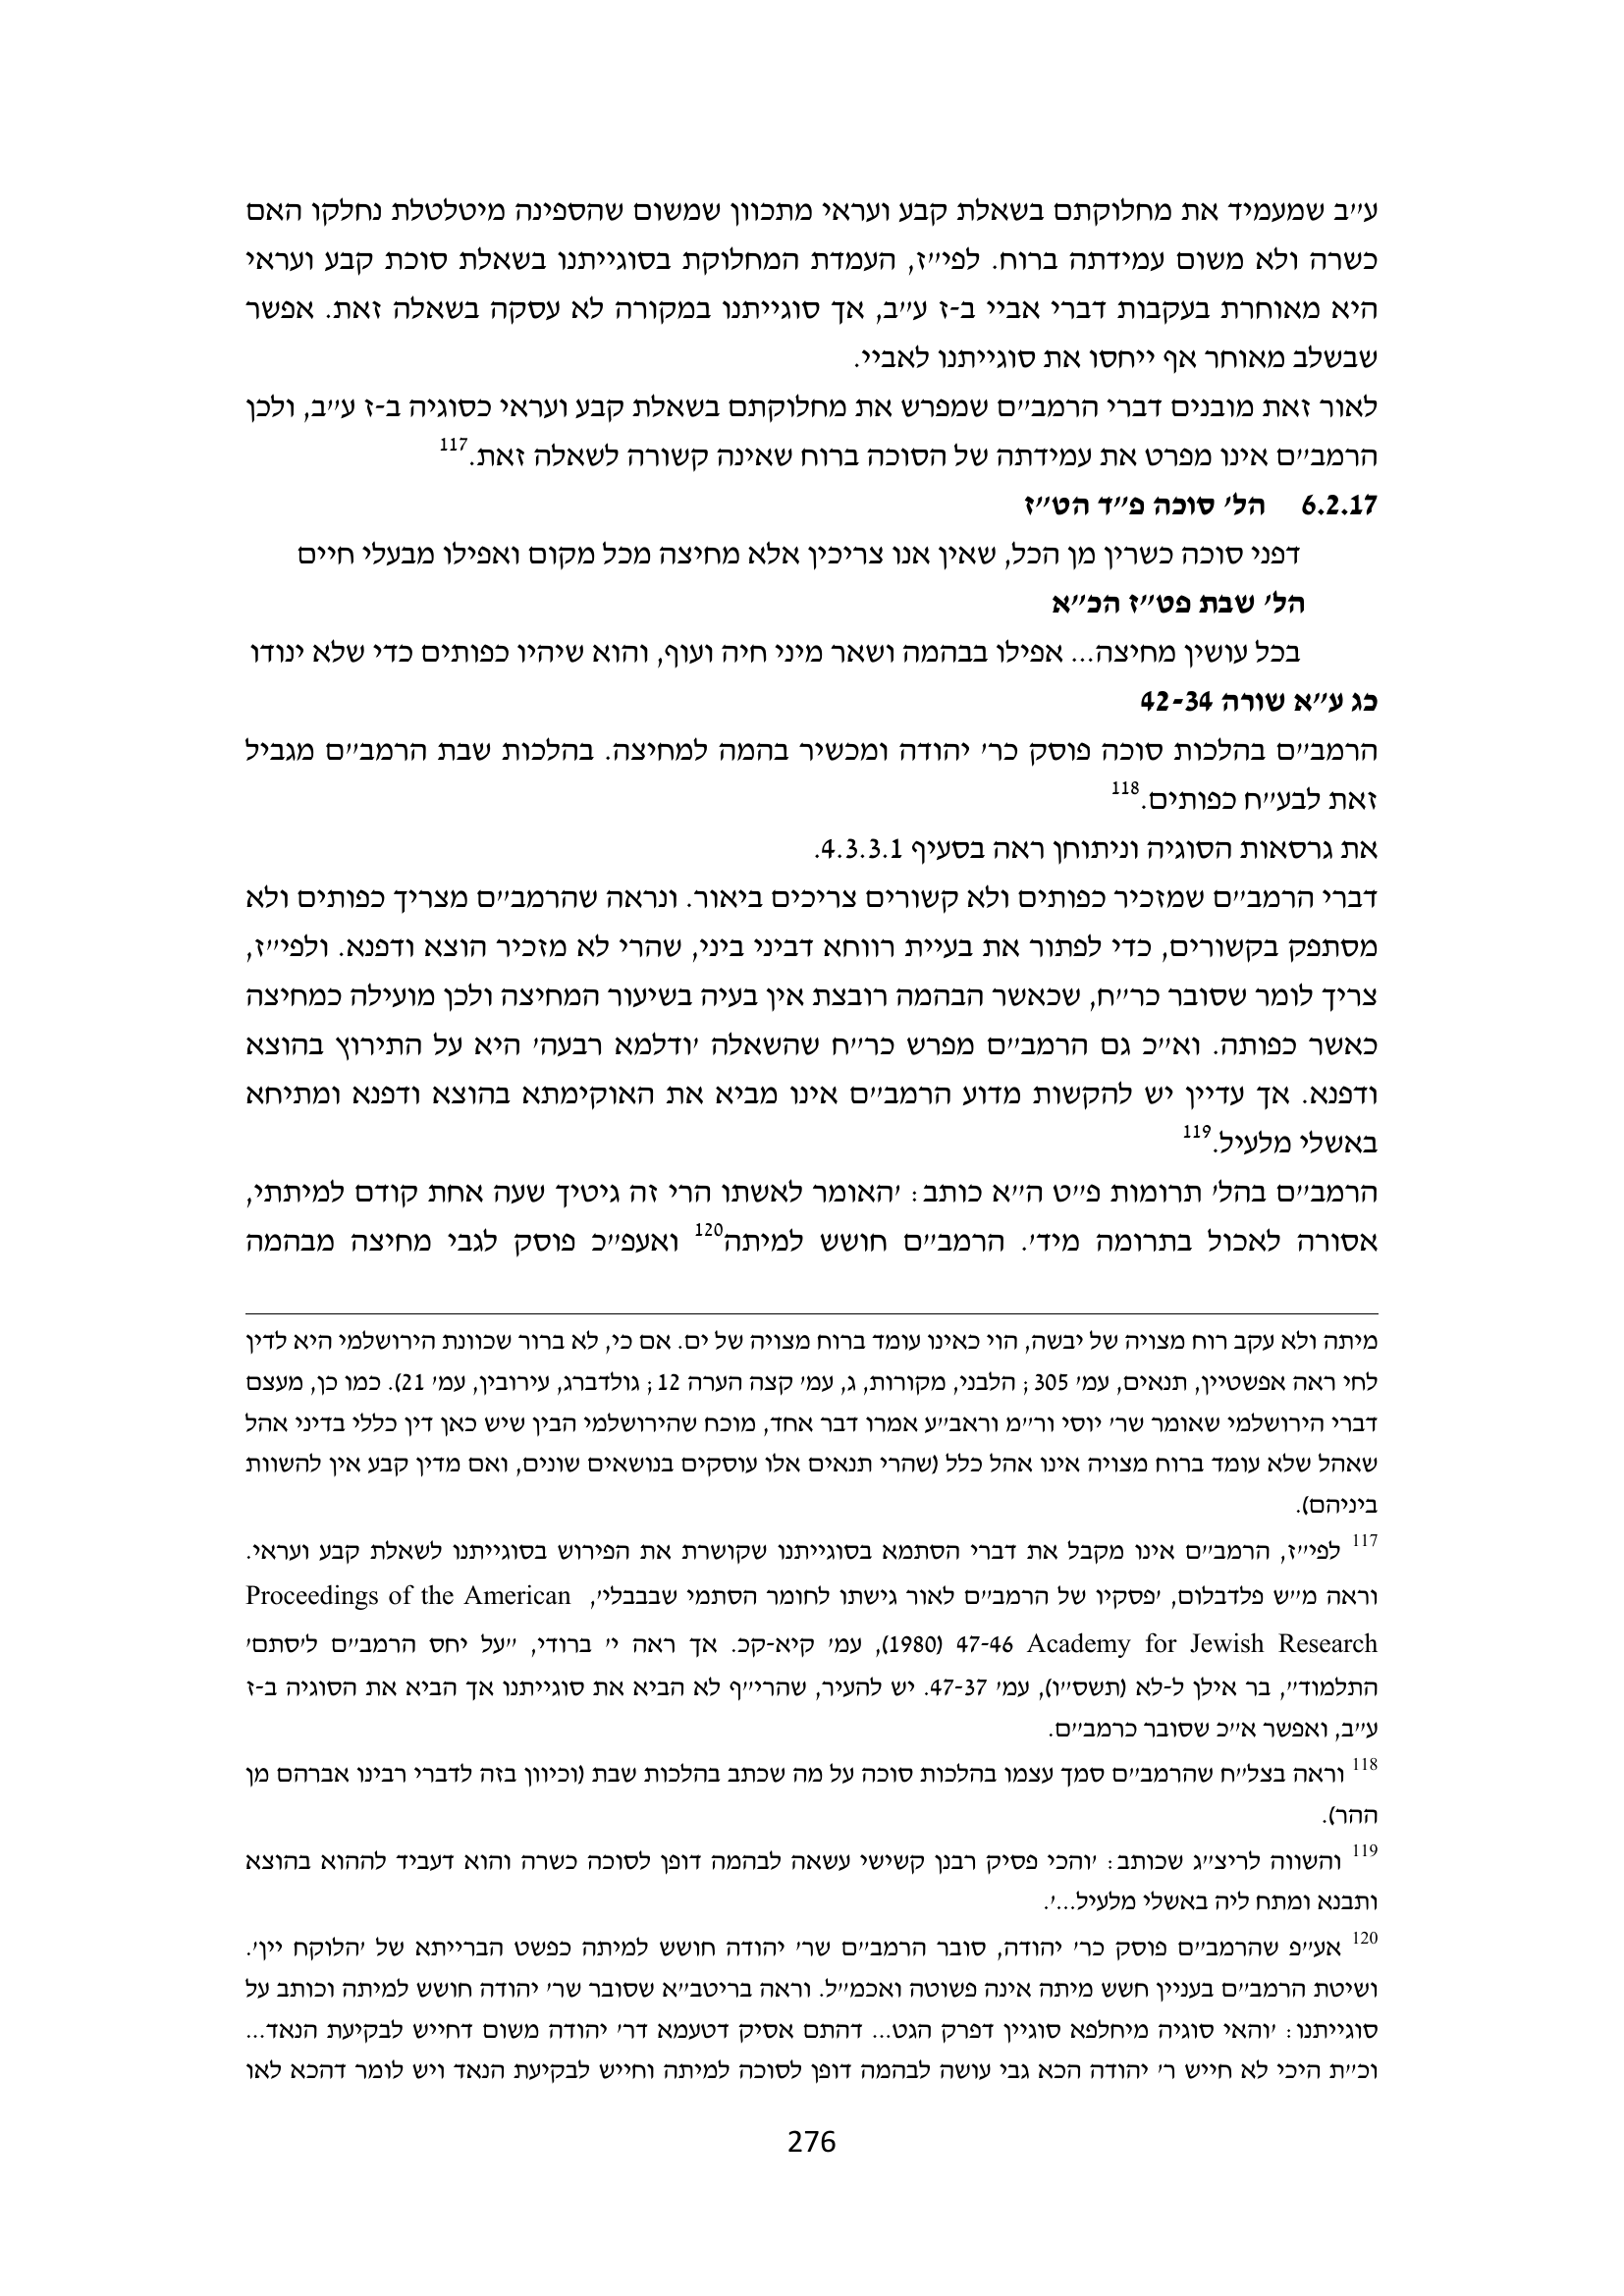 ע״ב שמעמיד את מחלוקתם בשאלת קבע ועראי מתכוון שמשום שהספינה מיטלטלת נחלקו האם
כשרה ולא משום עמידתה ברוח. לפי״ז, העמדת המחלוקת בסוגייתנו בשאלת סוכת קבע ועראי
היא מאוחרת בעקבות דברי אביי ב-ז ע״ב, אך סוגייתנו במקורה לא עסקה בשאלה זאת. אפשר
שבשלב מאוחר אף ייחסו את סוגייתנו לאביי.
לאור זאת מובנים דברי הרמב״ם שמפרש את מחלוקתם בשאלת קבע ועראי כסוגיה ב-ז ע״ב, ולכן
הרמב״ם אינו מפרט את עמידתה של הסוכה ברוח שאינה קשורה לשאלה זאת.117
6.2.17 הל׳ סוכה פ״ד הט״ז
דפני סוכה כשרין מן הכל, שאין אנו צריכין אלא מחיצה מכל מקום ואפילו מבעלי חיים
הל׳ שבת פט״ז הכ״א
בכל עושין מחיצה... אפילו בבהמה ושאר מיני חיה ועוף, והוא שיהיו כפותים כדי שלא ינודו
כג ע״א שורה 42-34
הרמב״ם בהלכות סוכה פוסק כר׳ יהודה ומכשיר בהמה למחיצה. בהלכות שבת הרמב״ם מגביל
זאת לבע״ח כפותים.118
את גרסאות הסוגיה וניתוחן ראה בסעיף 4.3.3.1.
דברי הרמב״ם שמזכיר כפותים ולא קשורים צריכים ביאור. ונראה שהרמב״ם מצריך כפותים ולא
מסתפק בקשורים, כדי לפתור את בעיית רווחא דביני ביני, שהרי לא מזכיר הוצא ודפנא. ולפי״ז,
צריך לומר שסובר כר״ח, שכאשר הבהמה רובצת אין בעיה בשיעור המחיצה ולכן מועילה כמחיצה
כאשר כפותה. וא״כ גם הרמב״ם מפרש כר״ח שהשאלה ׳ודלמא רבעה׳ היא על התירוץ בהוצא
ודפנא. אך עדיין יש להקשות מדוע הרמב״ם אינו מביא את האוקימתא בהוצא ודפנא ומתיחא
באשלי מלעיל.119
הרמב״ם בהל׳ תרומות פ״ט ה״א כותב: ׳האומר לאשתו הרי זה גיטיך שעה אחת קודם למיתתי,
אסורה לאכול בתרומה מיד׳. הרמב״ם חושש למיתה120 ואעפ״כ פוסק לגבי מחיצה מבהמה
מיתה ולא עקב רוח מצויה של יבשה, הוי כאינו עומד ברוח מצויה של ים. אם כי, לא ברור שכוונת הירושלמי היא לדין
לחי ראה אפשטיין, תנאים, עמ׳ 305; הלבני, מקורות, ג, עמ׳ קצה הערה 12; גולדברג, עירובין, עמ׳ 21). כמו כן, מעצם
דברי הירושלמי שאומר שר׳ יוסי ור״מ וראב״ע אמרו דבר אחד, מוכח שהירושלמי הבין שיש כאן דין כללי בדיני אהל
שאהל שלא עומד ברוח מצויה אינו אהל כלל (שהרי תנאים אלו עוסקים בנושאים שונים, ואם מדין קבע אין להשוות
ביניהם).
117 לפי״ז, הרמב״ם אינו מקבל את דברי הסתמא בסוגייתנו שקושרת את הפירוש בסוגייתנו לשאלת קבע ועראי.
וראה מ״ש פלדבלום, ׳פסקיו של הרמב״ם לאור גישתו לחומר הסתמי שבבבלי׳, Proceedings of the American
Academy for Jewish Research 47-46 (1980), עמ׳ קיא-קכ. אך ראה י׳ ברודי, ״על יחס הרמב״ם ל׳סתם׳
התלמוד״, בר אילן ל-לא (תשס״ו), עמ׳ 47-37. יש להעיר, שהרי״ף לא הביא את סוגייתנו אך הביא את הסוגיה ב-ז
ע״ב, ואפשר א״כ שסובר כרמב״ם.
118 וראה בצל״ח שהרמב״ם סמך עצמו בהלכות סוכה על מה שכתב בהלכות שבת (וכיוון בזה לדברי רבינו אברהם מן
ההר).
119 והשווה לריצ״ג שכותב: ׳והכי פסיק רבנן קשישי עשאה לבהמה דופן לסוכה כשרה והוא דעביד לההוא בהוצא
ותבנא ומתח ליה באשלי מלעיל...׳.
120 אע״פ שהרמב״ם פוסק כר׳ יהודה, סובר הרמב״ם שר׳ יהודה חושש למיתה כפשט הברייתא של ׳הלוקח יין׳.
ושיטת הרמב״ם בעניין חשש מיתה אינה פשוטה ואכמ״ל. וראה בריטב״א שסובר שר׳ יהודה חושש למיתה וכותב על
סוגייתנו: ׳והאי סוגיה מיחלפא סוגיין דפרק הגט... דהתם אסיק דטעמא דר׳ יהודה משום דחייש לבקיעת הנאד...
וכ״ת היכי לא חייש ר׳ יהודה הכא גבי עושה לבהמה דופן לסוכה למיתה וחייש לבקיעת הנאד ויש לומר דהכא לאו
276